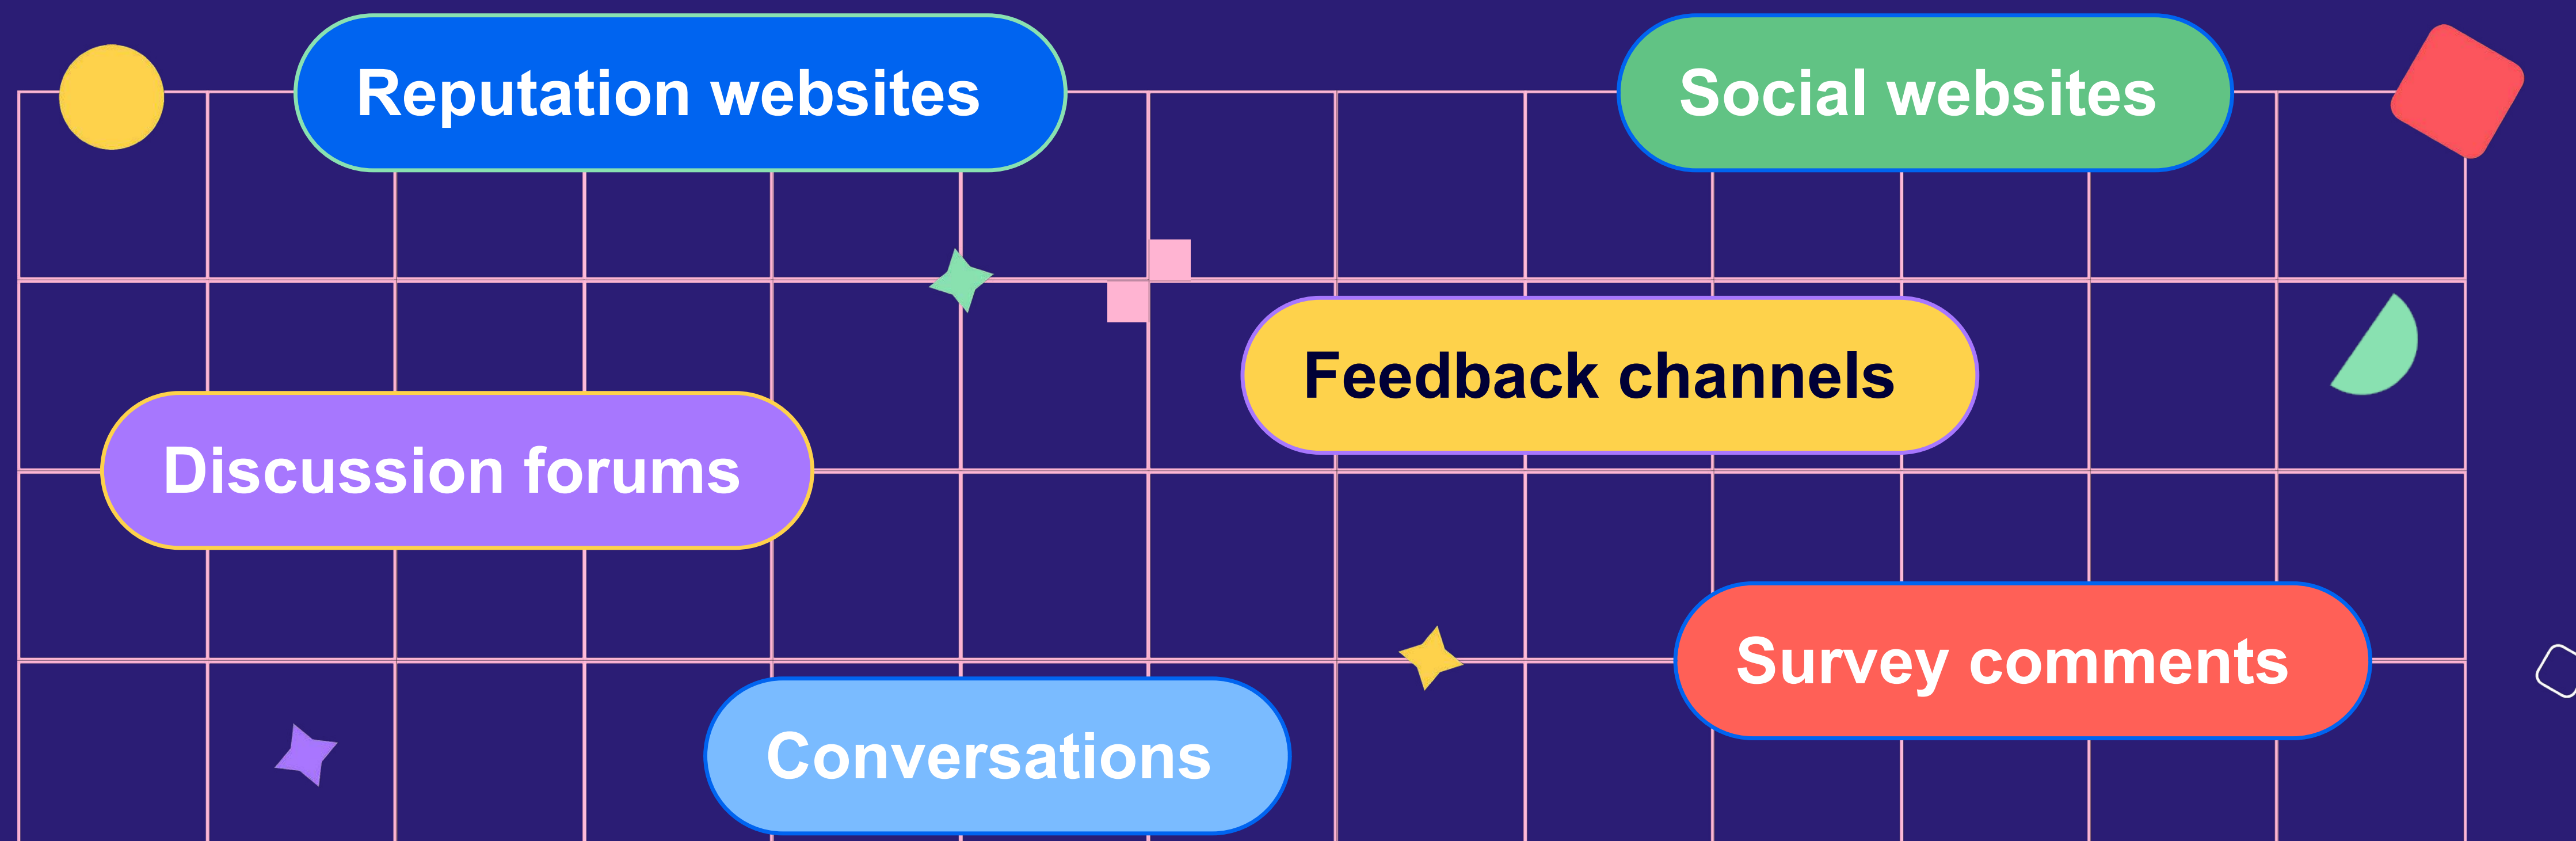 Reputation websites
Social websites
Feedback channels
Discussion forums
Survey comments
Conversations